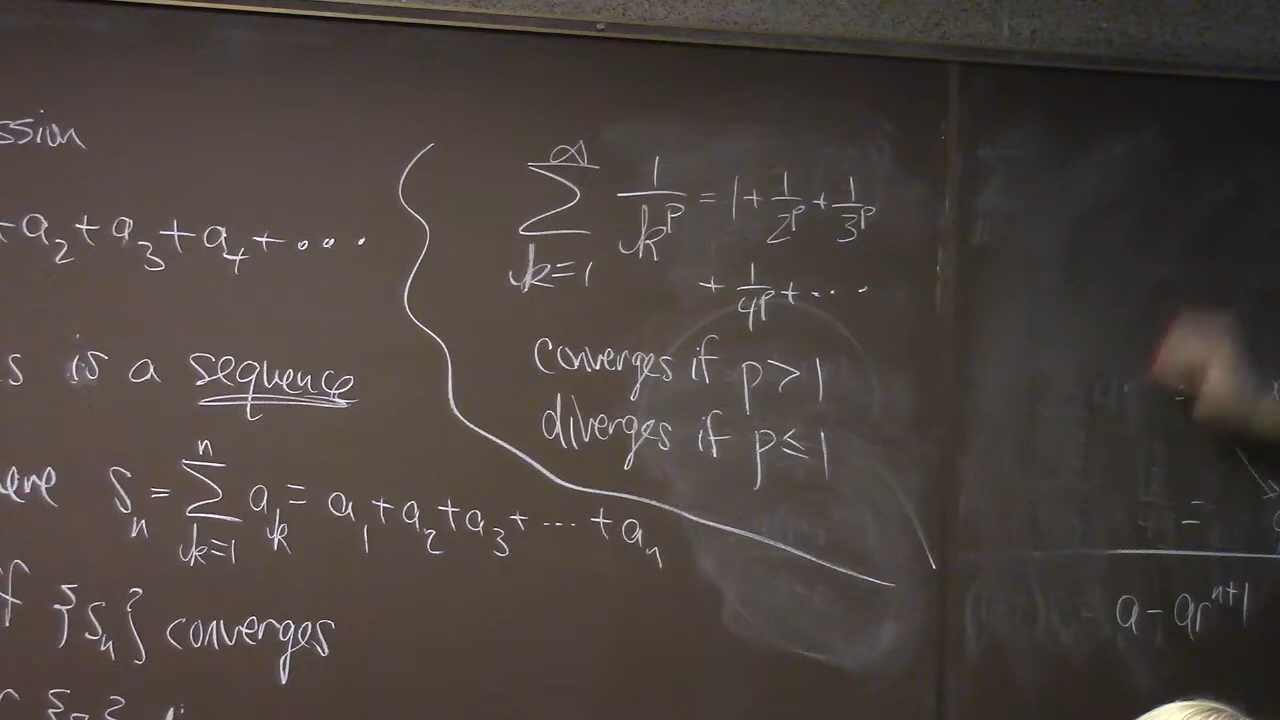 ssion
+a₂+a₃+a₄+....
s is a sequence
ere Sₙ = ∑ₖ₌₁ⁿ aₖ = a₁+a₂+a₃+...+aₙ
f {Sₙ} converges
∑ₖ₌₁^∞ 1/k^p = 1 + 1/2^p + 1/3^p
+ 1/4^p + ....
converges if p > 1
diverges if p ≤ 1
=
a - ar^(n+1)